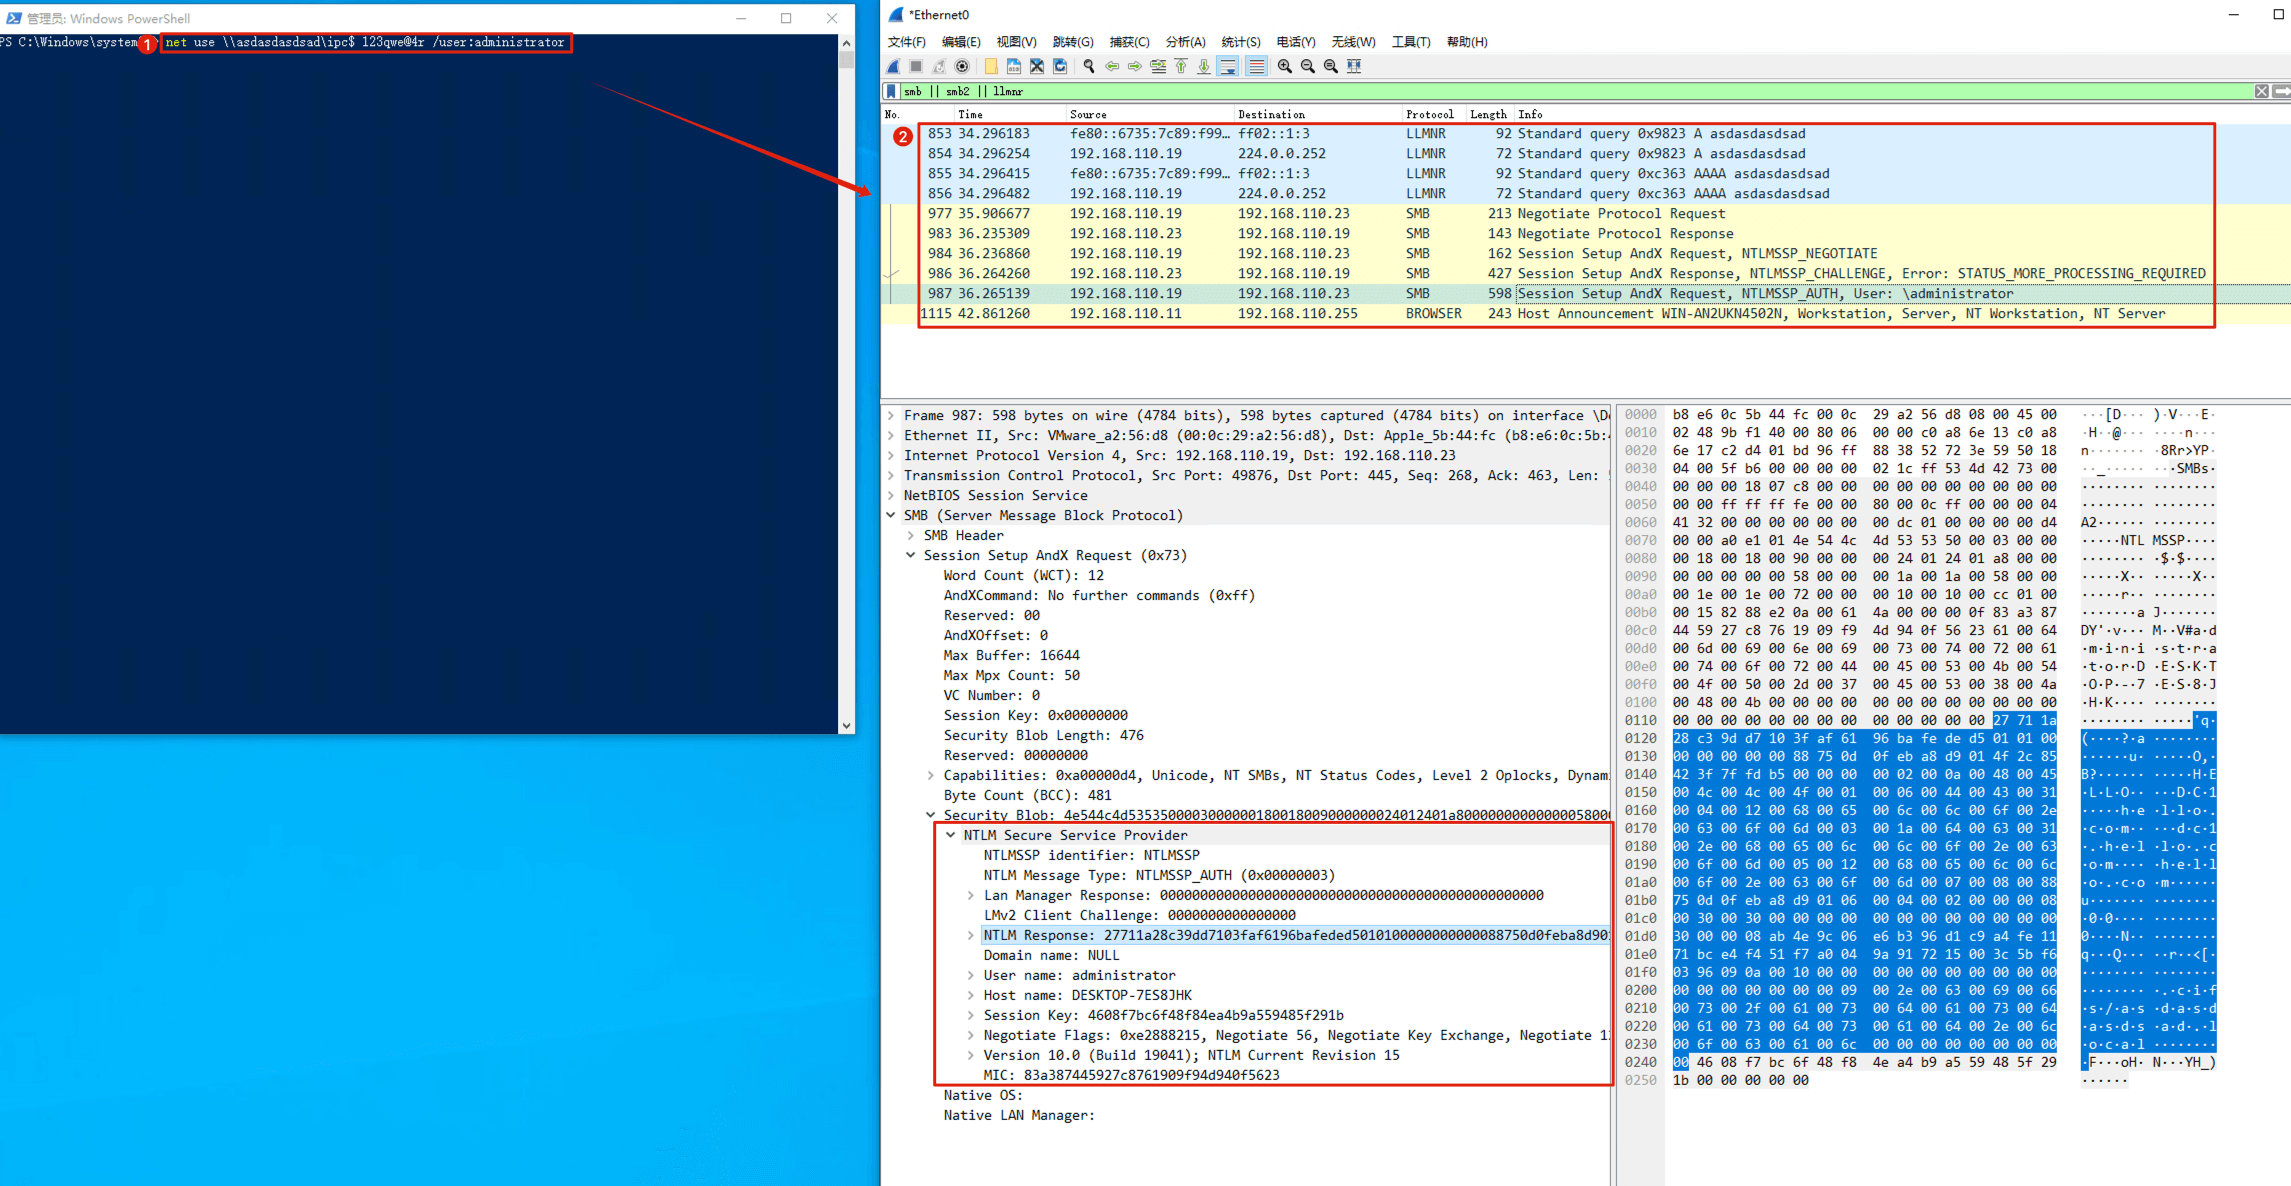 管理员: Windows PowerShell
PS C:\Windows\system
1
net use \\asdasdasdsad\ipc$ 123qwe@4r /user:administrator
*Ethernet0
文件(F) 编辑(E) 视图(V) 跳转(G) 捕获(C) 分析(A) 统计(S) 电话(Y) 无线(W) 工具(T) 帮助(H)
smb || smb2 || llmnr
No. Time Source Destination Protocol Length Info
2
853 34.296183 fe80::6735:7c89:f99… ff02::1:3 LLMNR 92 Standard query 0x9823 A asdasdasdsad
854 34.296254 192.168.110.19 224.0.0.252 LLMNR 72 Standard query 0x9823 A asdasdasdsad
855 34.296415 fe80::6735:7c89:f99… ff02::1:3 LLMNR 92 Standard query 0xc363 AAAA asdasdasdsad
856 34.296482 192.168.110.19 224.0.0.252 LLMNR 72 Standard query 0xc363 AAAA asdasdasdsad
977 35.906677 192.168.110.19 192.168.110.23 SMB 213 Negotiate Protocol Request
983 36.235309 192.168.110.23 192.168.110.19 SMB 143 Negotiate Protocol Response
984 36.236860 192.168.110.19 192.168.110.23 SMB 162 Session Setup AndX Request, NTLMSSP_NEGOTIATE
986 36.264260 192.168.110.23 192.168.110.19 SMB 427 Session Setup AndX Response, NTLMSSP_CHALLENGE, Error: STATUS_MORE_PROCESSING_REQUIRED
987 36.265139 192.168.110.19 192.168.110.23 SMB 598 Session Setup AndX Request, NTLMSSP_AUTH, User: \administrator
1115 42.861260 192.168.110.11 192.168.110.255 BROWSER 243 Host Announcement WIN-AN2UKN4502N, Workstation, Server, NT Workstation, NT Server
Frame 987: 598 bytes on wire (4784 bits), 598 bytes captured (4784 bits) on interface \D
Ethernet II, Src: VMware_a2:56:d8 (00:0c:29:a2:56:d8), Dst: Apple_5b:44:fc (b8:e6:0c:5b:
Internet Protocol Version 4, Src: 192.168.110.19, Dst: 192.168.110.23
Transmission Control Protocol, Src Port: 49876, Dst Port: 445, Seq: 268, Ack: 463, Len:
NetBIOS Session Service
SMB (Server Message Block Protocol)
SMB Header
Session Setup AndX Request (0x73)
Word Count (WCT): 12
AndXCommand: No further commands (0xff)
Reserved: 00
AndXOffset: 0
Max Buffer: 16644
Max Mpx Count: 50
VC Number: 0
Session Key: 0x00000000
Security Blob Length: 476
Reserved: 00000000
Capabilities: 0xa00000d4, Unicode, NT SMBs, NT Status Codes, Level 2 Oplocks, Dynam
Byte Count (BCC): 481
Security Blob: 4e544c4d5353500003000000180018009000000024012401a80000000000000058000
NTLM Secure Service Provider
NTLMSSP identifier: NTLMSSP
NTLM Message Type: NTLMSSP_AUTH (0x00000003)
Lan Manager Response: 000000000000000000000000000000000000000000000000
LMv2 Client Challenge: 0000000000000000
NTLM Response: 27711a28c39dd7103faf6196bafeded5010100000000000088750d0feba8d90
Domain name: NULL
User name: administrator
Host name: DESKTOP-7ES8JHK
Session Key: 4608f7bc6f48f84ea4b9a559485f291b
Negotiate Flags: 0xe2888215, Negotiate 56, Negotiate Key Exchange, Negotiate 1
Version 10.0 (Build 19041); NTLM Current Revision 15
MIC: 83a387445927c8761909f94d940f5623
Native OS:
Native LAN Manager:
0000 b8 e6 0c 5b 44 fc 00 0c 29 a2 56 d8 08 00 45 00 ···[D··· )·V···E·
0010 02 48 9b f1 40 00 80 06 00 00 c0 a8 6e 13 c0 a8 ·H··@··· ····n···
0020 6e 17 c2 d4 01 bd 96 ff 88 38 52 72 3e 59 50 18 n······· ·8Rr>YP·
0030 04 00 5f b6 00 00 00 00 02 1c ff 53 4d 42 73 00 ··_····· ···SMBs·
0040 00 00 00 18 07 c8 00 00 00 00 00 00 00 00 00 00 ········ ········
0050 00 00 ff ff ff fe 00 00 80 00 0c ff 00 00 00 04 ········ ········
0060 41 32 00 00 00 00 00 00 00 dc 01 00 00 00 00 d4 A2······ ········
0070 00 00 a0 e1 01 4e 54 4c 4d 53 53 50 00 03 00 00 ·····NTL MSSP····
0080 00 18 00 18 00 90 00 00 00 24 01 24 01 a8 00 00 ········ ·$·$····
0090 00 00 00 00 00 58 00 00 00 1a 00 1a 00 58 00 00 ·····X·· ·····X··
00a0 00 1e 00 1e 00 72 00 00 00 10 00 10 00 cc 01 00 ·····r·· ········
00b0 00 15 82 88 e2 0a 00 61 4a 00 00 00 0f 83 a3 87 ·······a J·······
00c0 44 59 27 c8 76 19 09 f9 4d 94 0f 56 23 61 00 64 DY'·v··· M··V#a·d
00d0 00 6d 00 69 00 6e 00 69 00 73 00 74 00 72 00 61 ·m·i·n·i ·s·t·r·a
00e0 00 74 00 6f 00 72 00 44 00 45 00 53 00 4b 00 54 ·t·o·r·D ·E·S·K·T
00f0 00 4f 00 50 00 2d 00 37 00 45 00 53 00 38 00 4a ·O·P·-·7 ·E·S·8·J
0100 00 48 00 4b 00 00 00 00 00 00 00 00 00 00 00 00 ·H·K···· ········
0110 00 00 00 00 00 00 00 00 00 00 00 00 00 27 71 1a ········ ·····'q·
0120 28 c3 9d d7 10 3f af 61 96 ba fe de d5 01 01 00 (····?·a ········
0130 00 00 00 00 00 88 75 0d 0f eb a8 d9 01 4f 2c 85 ······u· ·····O,·
0140 42 3f 7f fd b5 00 00 00 00 02 00 0a 00 48 00 45 B?······ ·····H·E
0150 00 4c 00 4c 00 4f 00 01 00 06 00 44 00 43 00 31 ·L·L·O·· ···D·C·1
0160 00 04 00 12 00 68 00 65 00 6c 00 6c 00 6f 00 2e ·····h·e ·l·l·o·.
0170 00 63 00 6f 00 6d 00 03 00 1a 00 64 00 63 00 31 ·c·o·m·· ···d·c·1
0180 00 2e 00 68 00 65 00 6c 00 6c 00 6f 00 2e 00 63 ·.·h·e·l ·l·o·.·c
0190 00 6f 00 6d 00 05 00 12 00 68 00 65 00 6c 00 6c ·o·m···· ·h·e·l·l
01a0 00 6f 00 2e 00 63 00 6f 00 6d 00 07 00 08 00 88 ·o·.·c·o ·m······
01b0 75 0d 0f eb a8 d9 01 06 00 04 00 02 00 00 00 08 u······· ········
01c0 00 30 00 30 00 00 00 00 00 00 00 00 00 00 00 00 ·0·0···· ········
01d0 30 00 00 08 ab 4e 9c 06 e6 b3 96 d1 c9 a4 fe 11 0····N·· ········
01e0 71 bc e4 f4 51 f7 a0 04 9a 91 72 15 00 3c 5b f6 q···Q··· ··r··<[·
01f0 03 96 09 0a 00 10 00 00 00 00 00 00 00 00 00 00 ········ ········
0200 00 00 00 00 00 00 00 09 00 2e 00 63 00 69 00 66 ········ ·.·c·i·f
0210 00 73 00 2f 00 61 00 73 00 64 00 61 00 73 00 64 ·s·/·a·s ·d·a·s·d
0220 00 61 00 73 00 64 00 73 00 61 00 64 00 2e 00 6c ·a·s·d·s ·a·d·.·l
0230 00 6f 00 63 00 61 00 6c 00 00 00 00 00 00 00 00 ·o·c·a·l ········
0240 00 46 08 f7 bc 6f 48 f8 4e a4 b9 a5 59 48 5f 29 ·F···oH· N···YH_)
0250 1b 00 00 00 00 00 ······